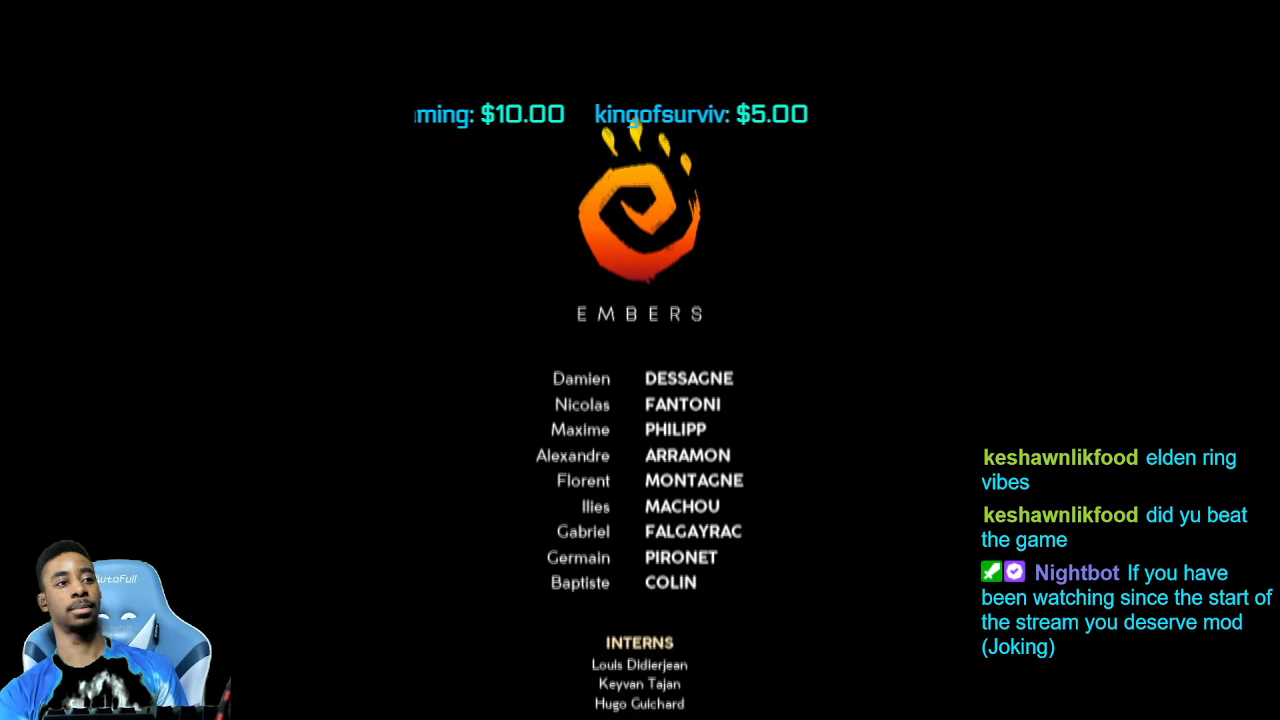 ming: $10.00 kingofsurviv: $5.00
EMBERS
Damien DESSAGNE
Nicolas FANTONI
Maxime PHILIPP
Alexandre ARRAMON
Florent MONTAGNE
Ilies MACHOU
Gabriel FALGAYRAC
Germain PIRONET
Baptiste COLIN
INTERNS
Louis Didierjean
Keyvan Tajan
Hugo Guichard
keshawnlikfood elden ring
vibes
keshawnlikfood did yu beat
the game
Nightbot If you have
been watching since the start of
the stream you deserve mod
(Joking)
AutoFull